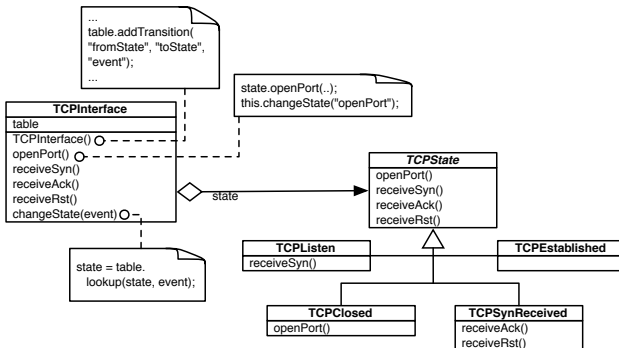 ...
table.addTransition(
"fromState", "toState",
"event");
...
state.openPort(..);
this.changeState("openPort");
TCPInterface
table
TCPInterface()
openPort()
receiveSyn()
receiveAck()
receiveRst()
changeState(event)
state
TCPState
openPort()
receiveSyn()
receiveAck()
receiveRst()
state = table.
lookup(state, event);
TCPListen
receiveSyn()
TCPEstablished
TCPClosed
openPort()
TCPSynReceived
receiveAck()
receiveRst()